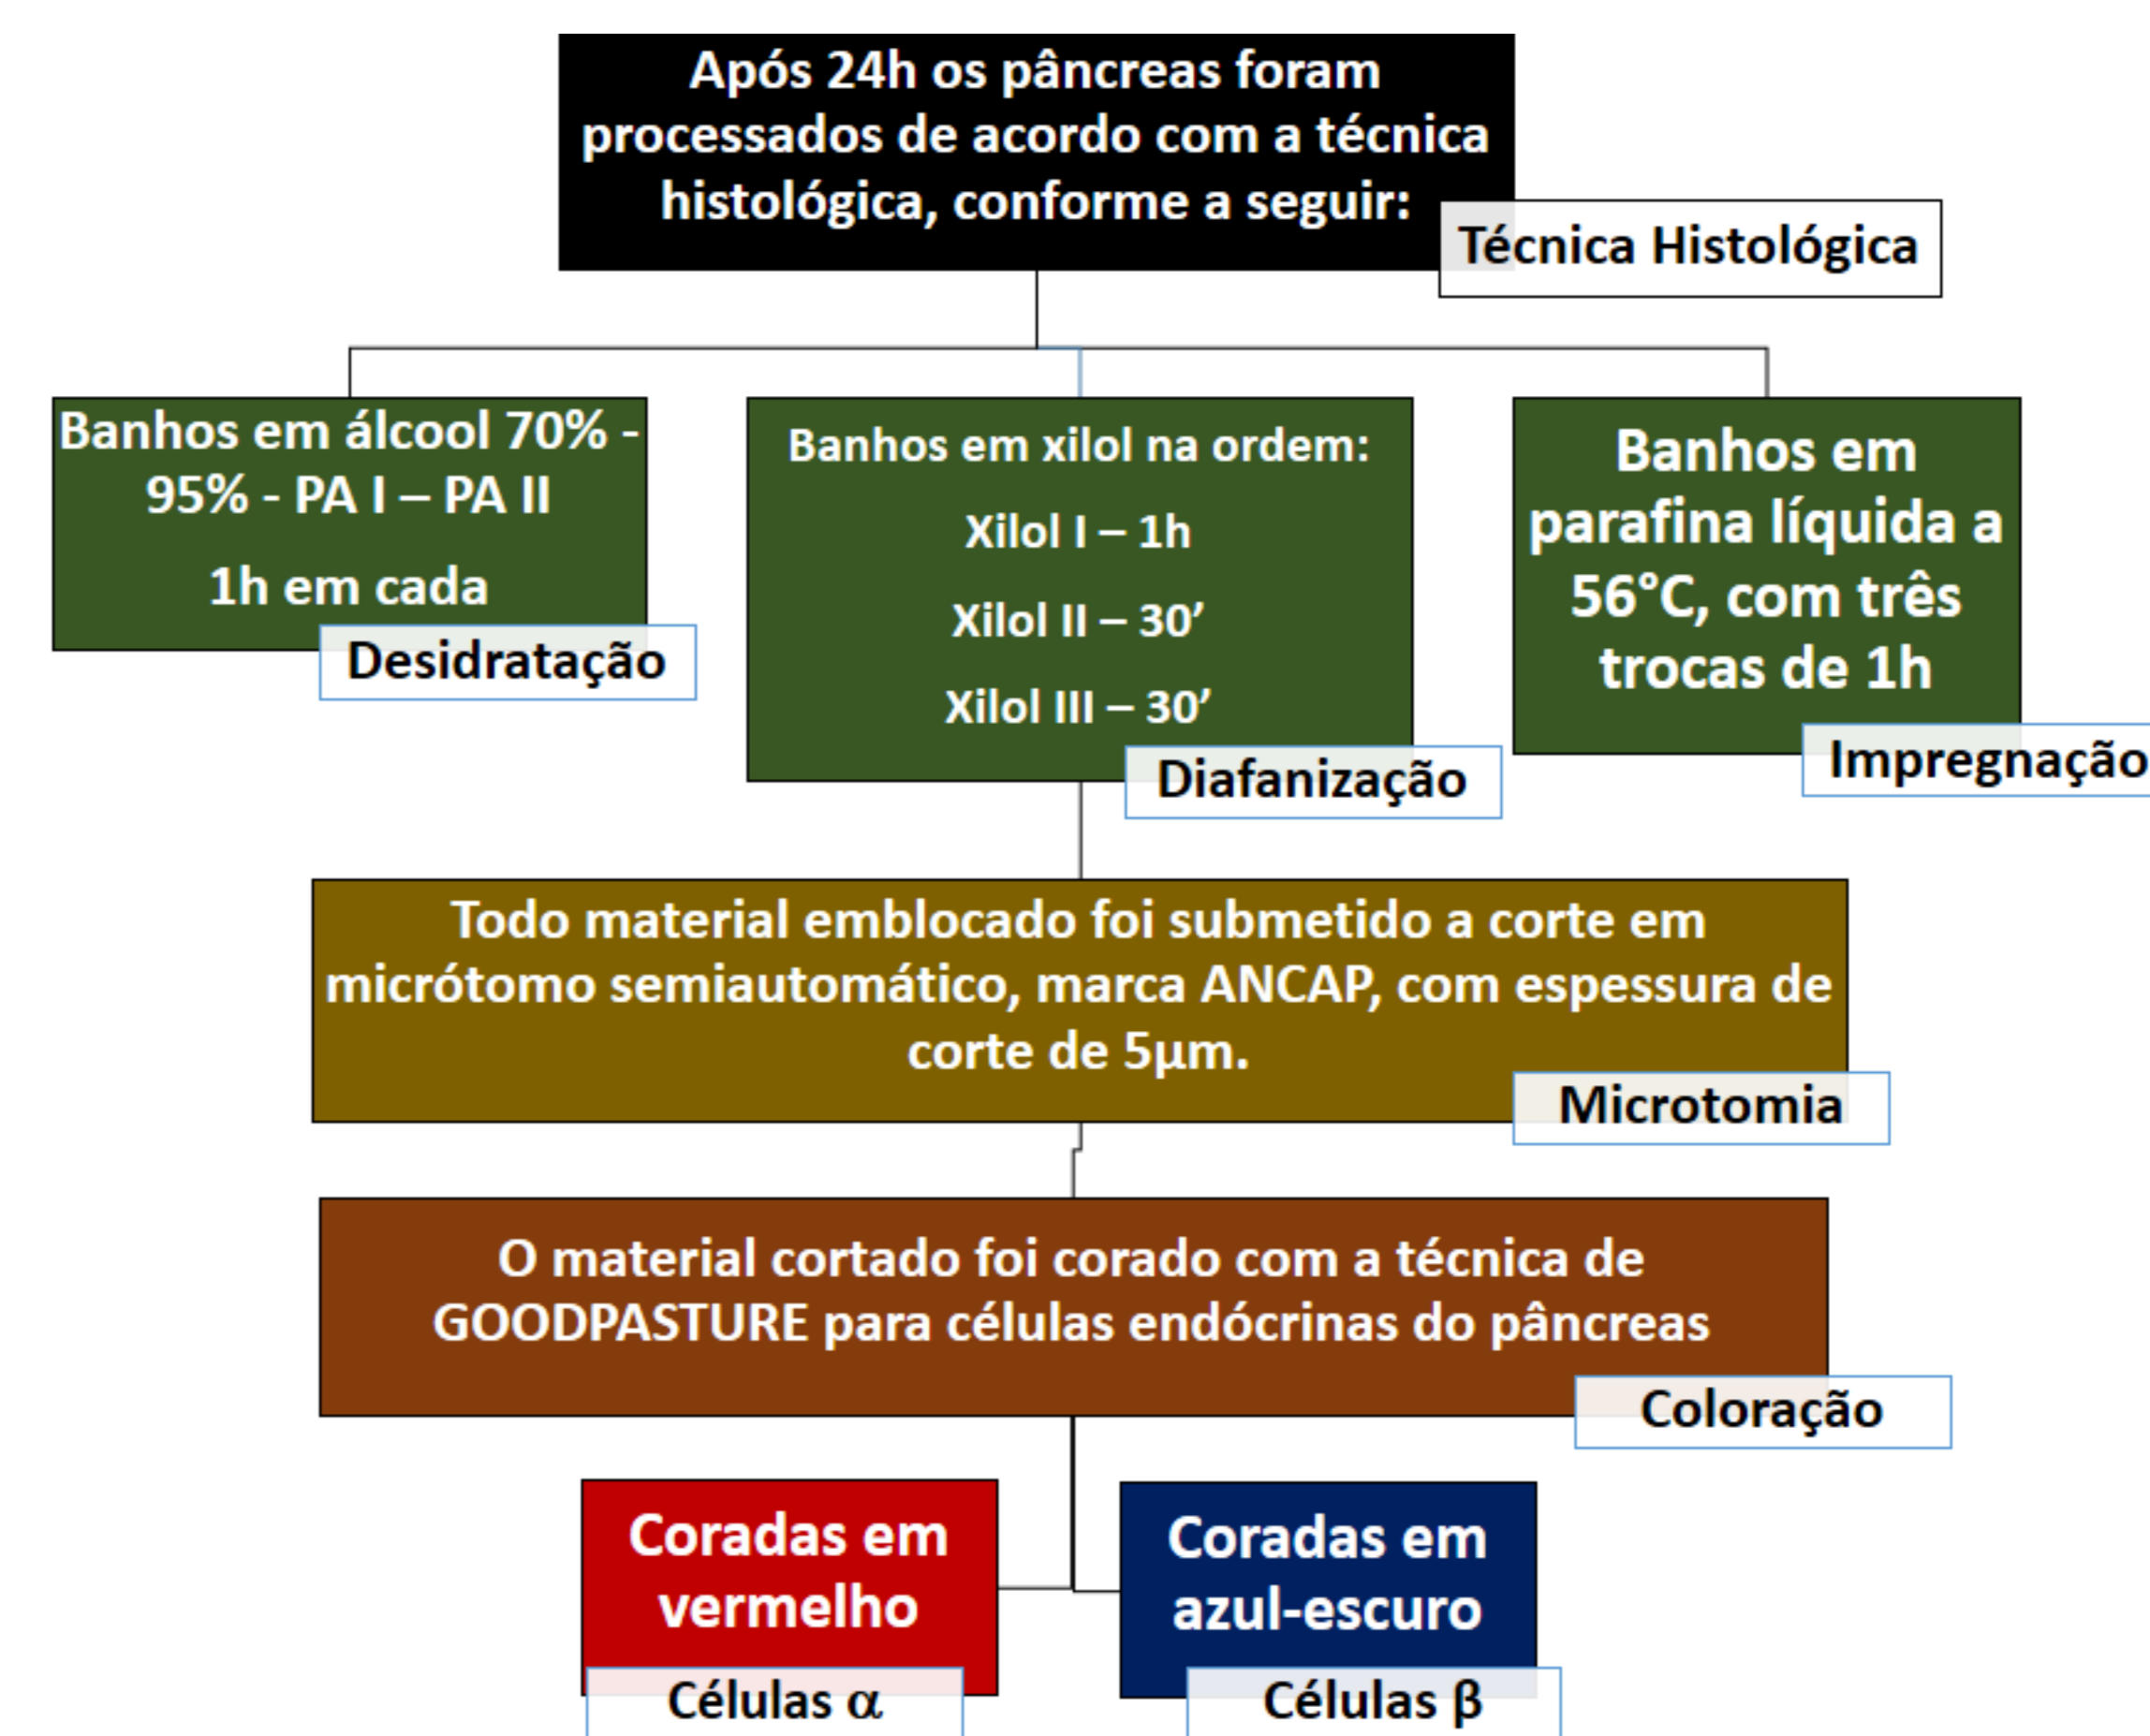 Após 24h os pâncreas foram
processados de acordo com a técnica
histológica, conforme a seguir:
Técnica Histológica
Banhos em álcool 70% -
95% - PA I – PA II
1h em cada
Desidratação
Banhos em xilol na ordem:
Xilol I – 1h
Xilol II – 30’
Xilol III – 30’
Diafanização
Banhos em
parafina líquida a
56°C, com três
trocas de 1h
Impregnação
Todo material emblocado foi submetido a corte em
micrótomo semiautomático, marca ANCAP, com espessura de
corte de 5µm.
Microtomia
O material cortado foi corado com a técnica de
GOODPASTURE para células endócrinas do pâncreas
Coloração
Coradas em
vermelho
Células α
Coradas em
azul-escuro
Células β